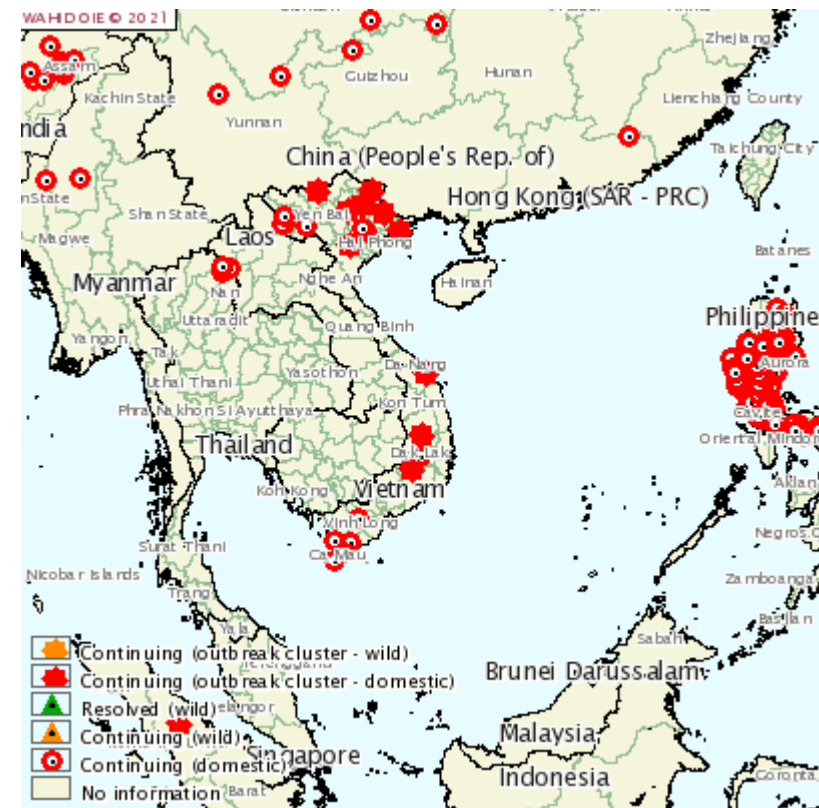 WAHIDOIE © 2021
Zhejiang
Assam
Guizhou
Hunan
Kachin State
Lienchiang County
Yunnan
ndia
Taichung City
China (People's Rep. of)
nState
Shan State
Yen Bai
Hong Kong (SAR - PRC)
Magwe
Laos
Hai Phong
Batanes
Myanmar
Nan
Nghe An
Hainan
Uttaradit
Quang Binh
Philippine
Yangon
Tak
Da Nang
Aurora
Uthai Thani
Yasothon
Kon Tum
Phra Nakhon Si Ayutthaya
Cavite
Thailand
Dak Lak
Oriental Mindoro
Koh Kong
Vietnam
Aklan
Vinh Long
Negros O
Surat Thani
Ca Mau
Nicobar Islands
Zamboanga
Trang
Basilan
Yala
Sabah
Continuing (outbreak cluster - wild)
Brunei Darussalam
Continuing (outbreak cluster - domestic)
Resolved (wild)
elangor
Continuing (wild)
Malaysia
Continuing (domestic)
Singapore
Indonesia
Goronta
No information
Barat